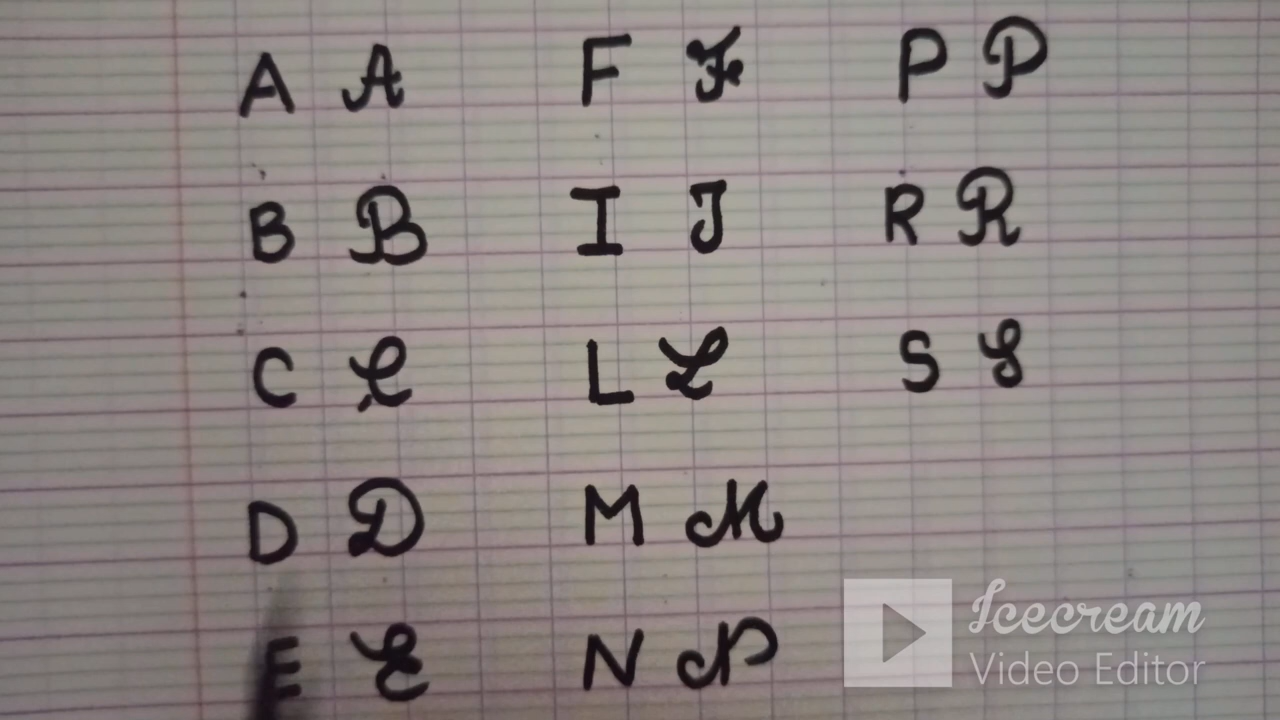 A A F F P P
B B I I R R
C C L L S S
D D M M
E E N N
Icecream
Video Editor